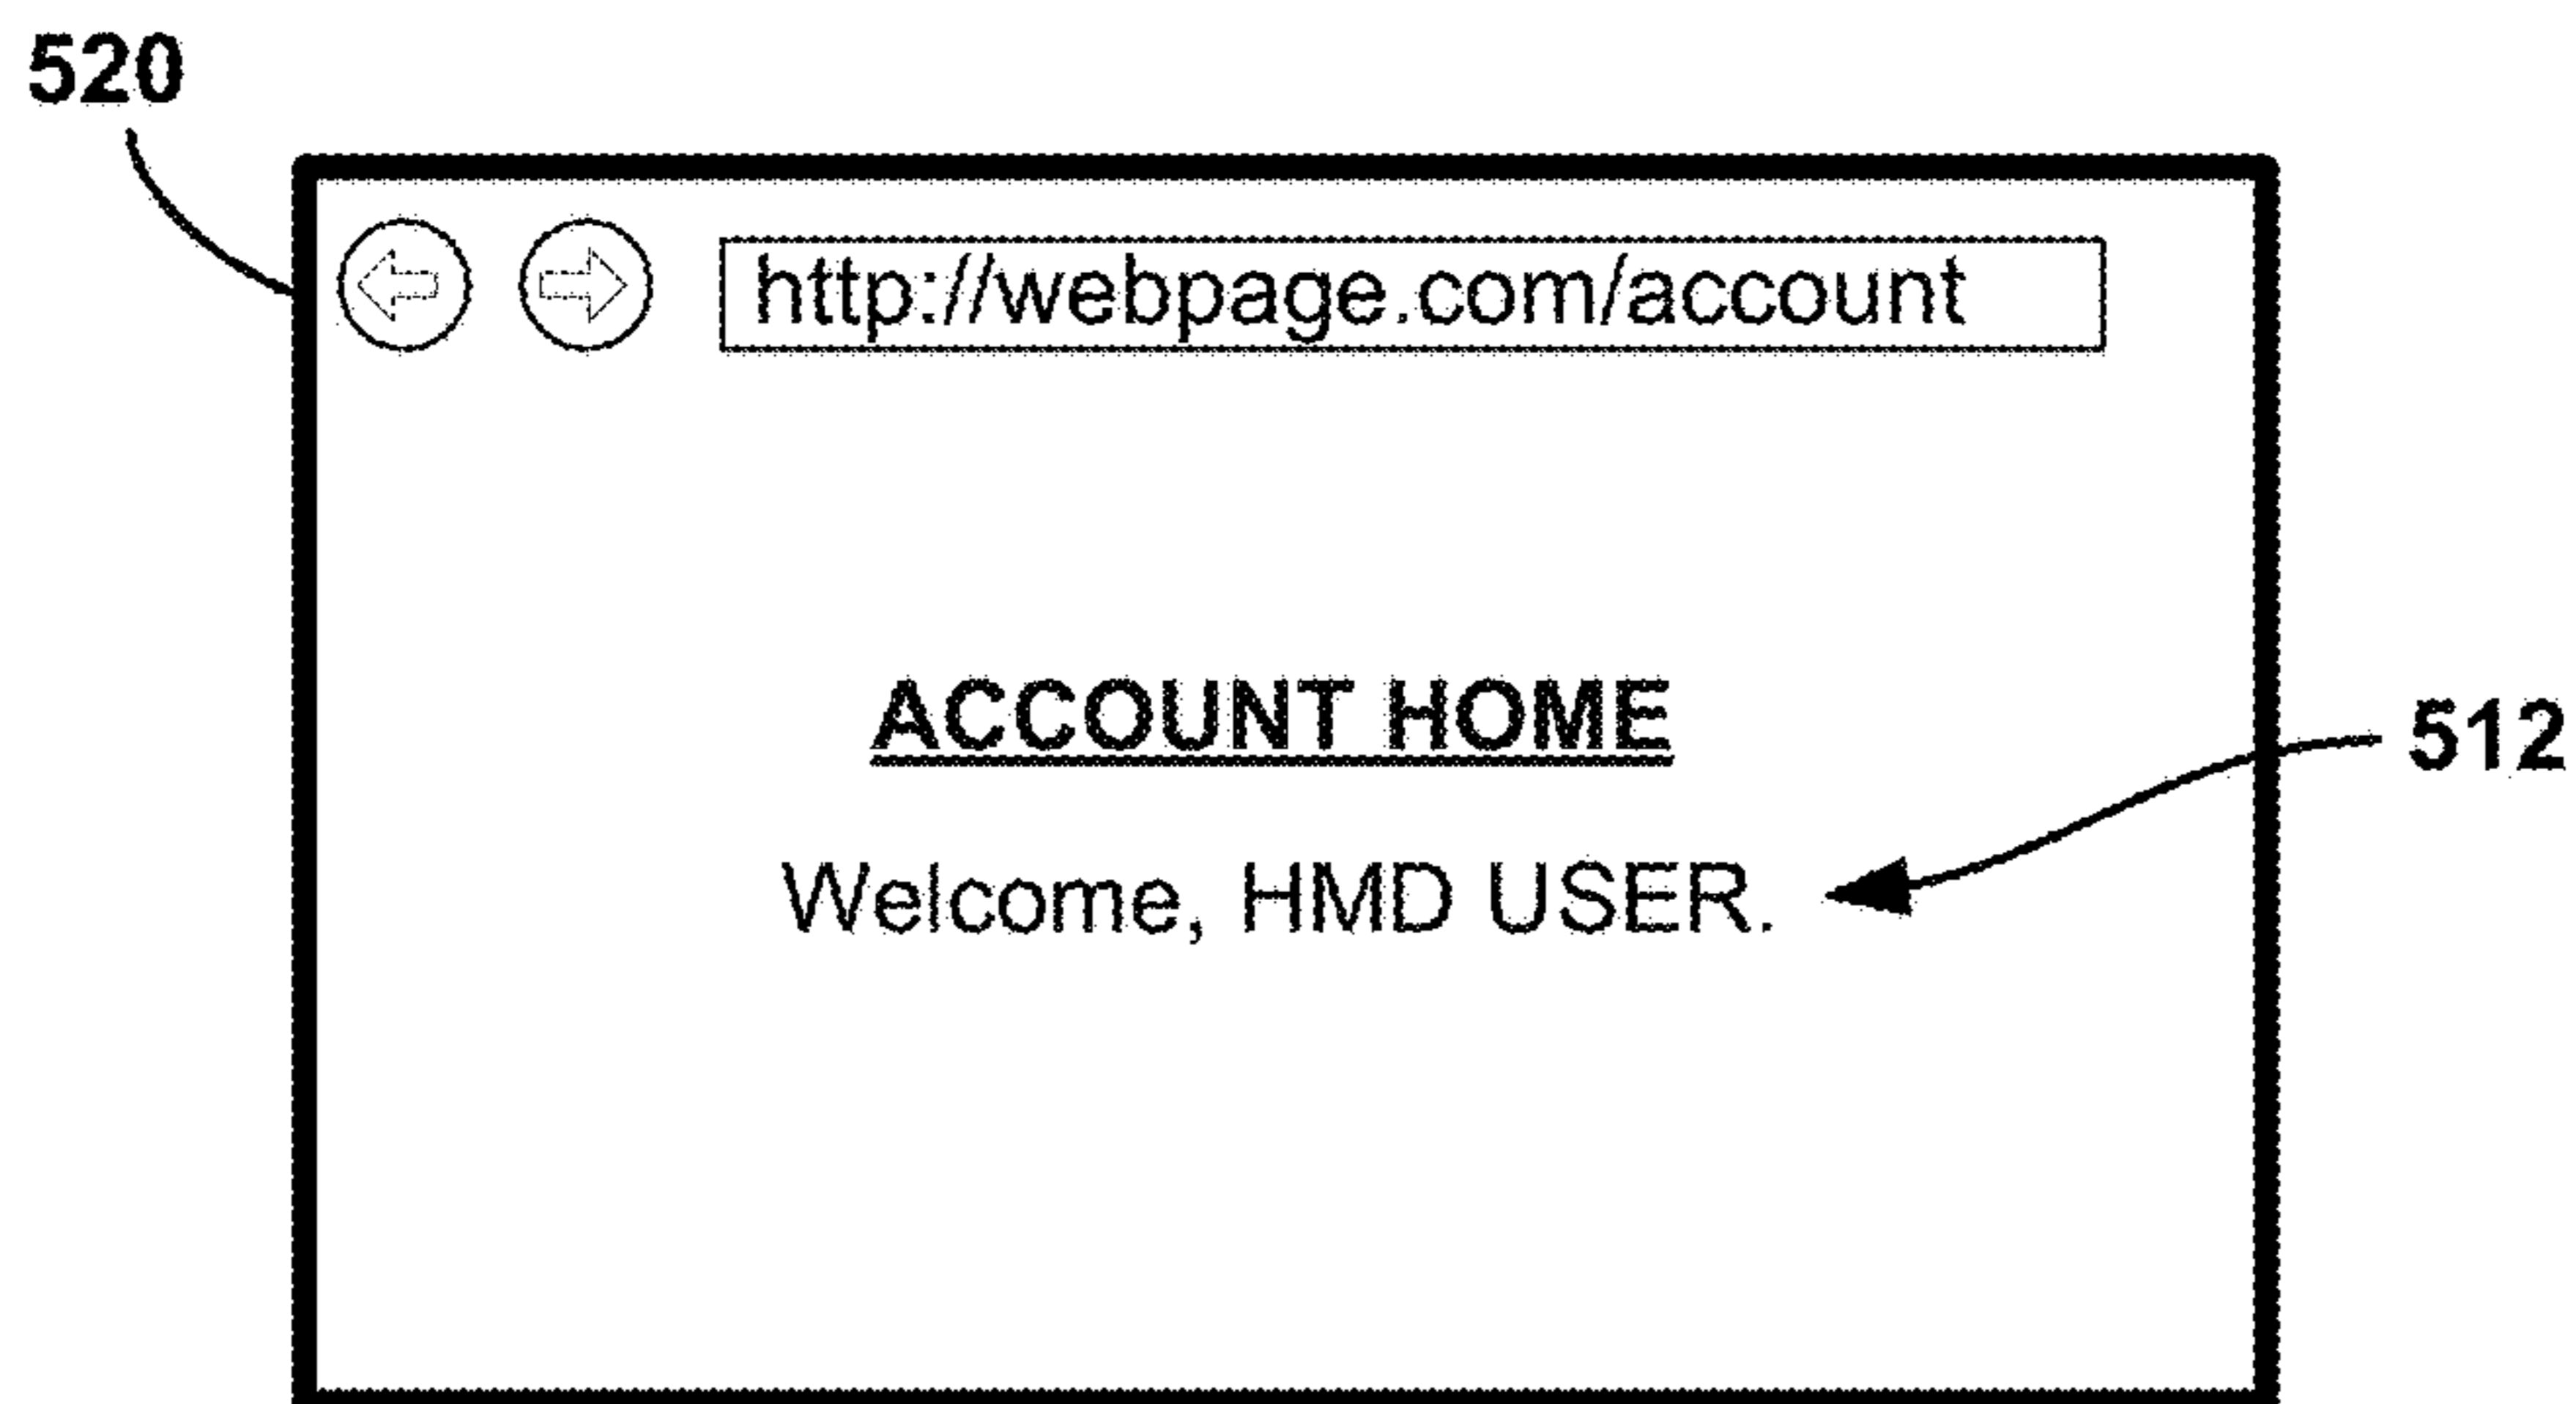 520
http://webpage.com/account
ACCOUNT HOME
512
Welcome, HMD USER.